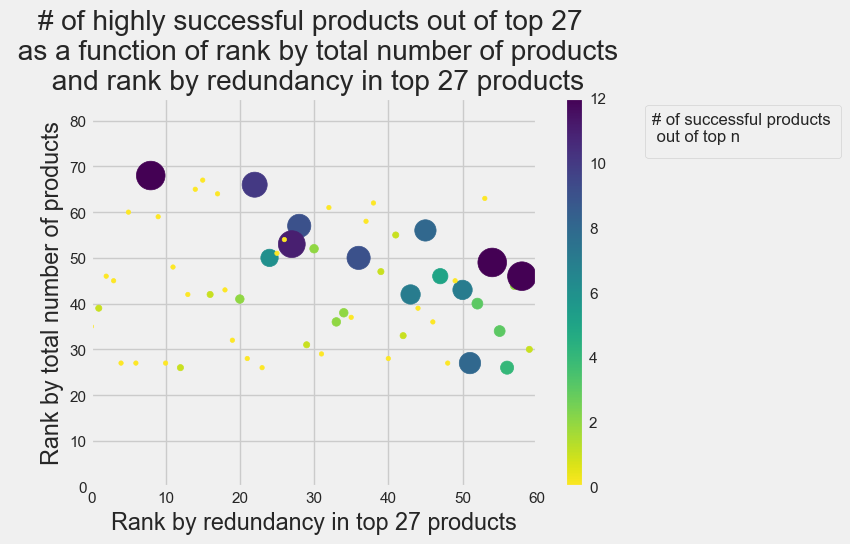 # of highly successful products out of top 27
as a function of rank by total number of products
and rank by redundancy in top 27 products
Rank by total number of products
80
70
60
50
40
30
20
10
0
0 10 20 30 40 50 60
Rank by redundancy in top 27 products
12
10
8
6
4
2
0
# of successful products
out of top n